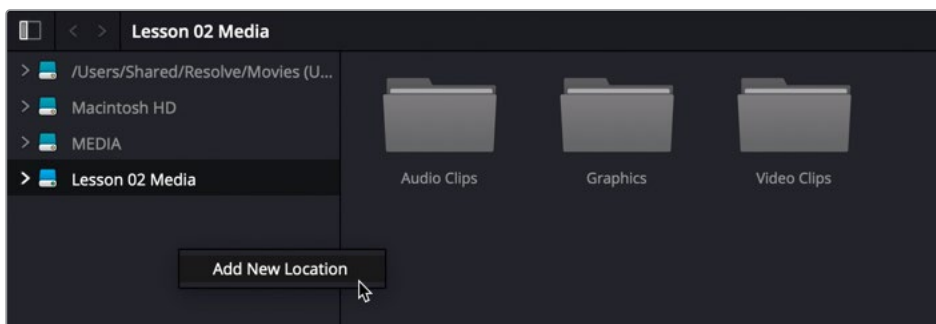 Lesson 02 Media
/Users/Shared/Resolve/Movies (U...
Macintosh HD
MEDIA
Lesson 02 Media
Add New Location
Audio Clips
Graphics
Video Clips